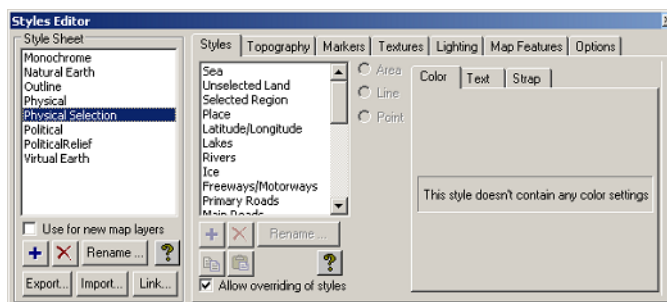 Styles Editor
Style Sheet
Monochrome
Natural Earth
Outline
Physical
Physical Selection
Political
PoliticalRelief
Virtual Earth
Use for new map layers
Rename ...
Export... Import... Link...
Styles Topography Markers Textures Lighting Map Features Options
Sea
Unselected Land
Selected Region
Place
Latitude/Longitude
Lakes
Rivers
Ice
Freeways/Motorways
Primary Roads
Main Roads
Rename ...
Allow overriding of styles
Area
Line
Point
Color Text Strap
This style doesn't contain any color settings